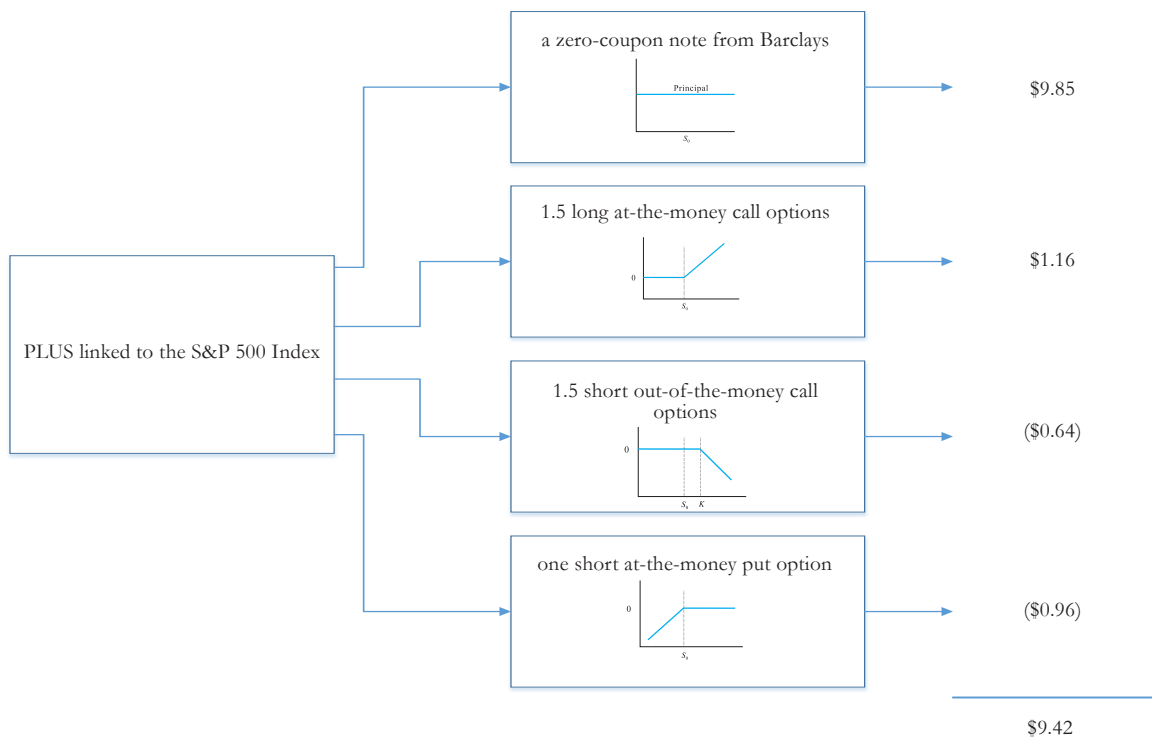 a zero-coupon note from Barclays
Principal
S₀
$9.85
1.5 long at-the-money call options
0
S₀
$1.16
PLUS linked to the S&P 500 Index
1.5 short out-of-the-money call
options
0
S₀ K
($0.64)
one short at-the-money put option
0
S₀
($0.96)
$9.42